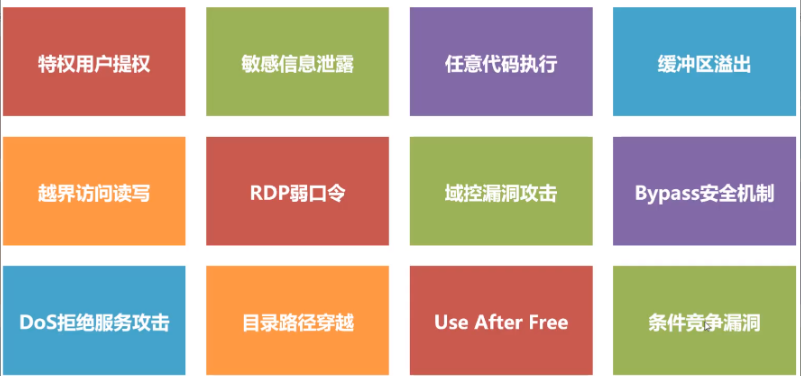 特权用户提权
敏感信息泄露
任意代码执行
缓冲区溢出
越界访问读写
RDP弱口令
域控漏洞攻击
Bypass安全机制
DoS拒绝服务攻击
目录路径穿越
Use After Free
条件竞争漏洞